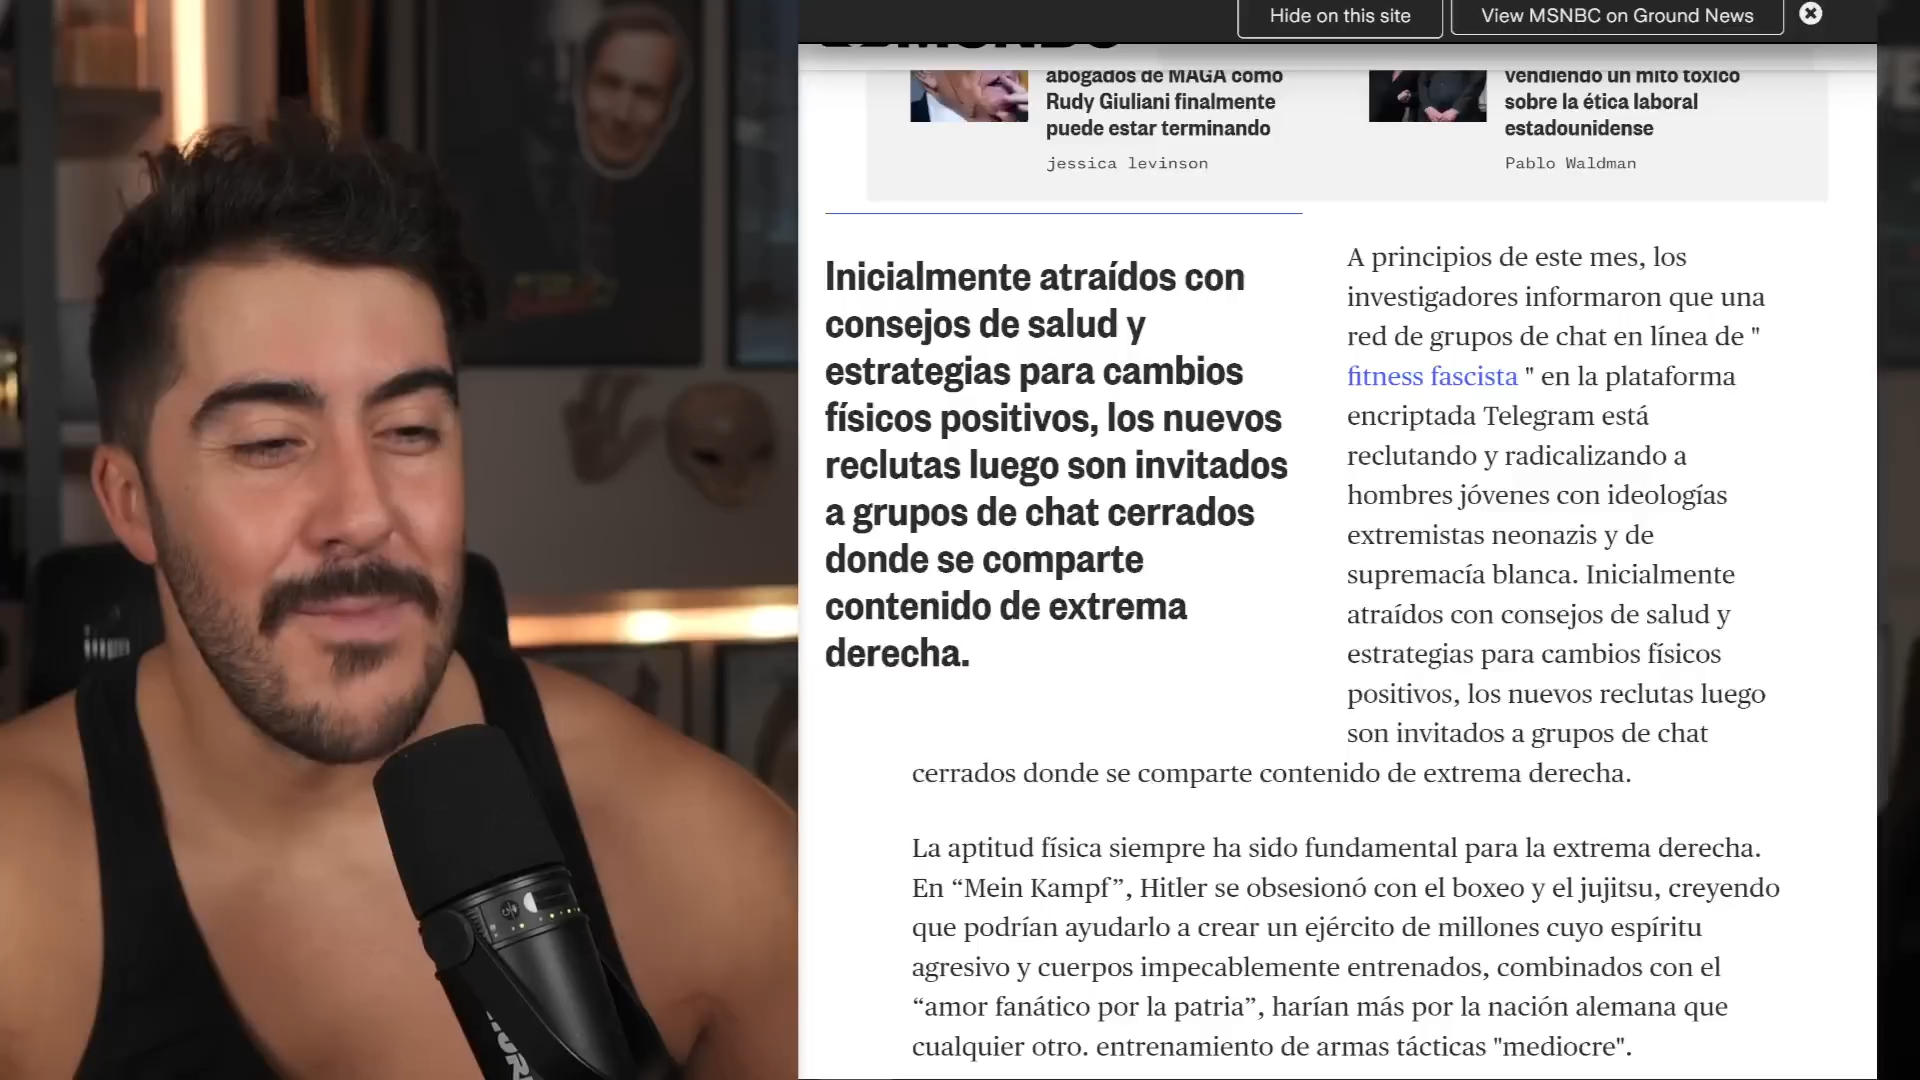 Hide on this site
View MSNBC on Ground News
abogados de MAGA como
Rudy Giuliani finalmente
puede estar terminando
jessica levinson
vendiendo un mito tóxico
sobre la ética laboral
estadounidense
Pablo Waldman
Inicialmente atraídos con
consejos de salud y
estrategias para cambios
físicos positivos, los nuevos
reclutas luego son invitados
a grupos de chat cerrados
donde se comparte
contenido de extrema
derecha.
A principios de este mes, los
investigadores informaron que una
red de grupos de chat en línea de "
fitness fascista " en la plataforma
encriptada Telegram está
reclutando y radicalizando a
hombres jóvenes con ideologías
extremistas neonazis y de
supremacía blanca. Inicialmente
atraídos con consejos de salud y
estrategias para cambios físicos
positivos, los nuevos reclutas luego
son invitados a grupos de chat
cerrados donde se comparte contenido de extrema derecha.
La aptitud física siempre ha sido fundamental para la extrema derecha.
En “Mein Kampf”, Hitler se obsesionó con el boxeo y el jujitsu, creyendo
que podrían ayudarlo a crear un ejército de millones cuyo espíritu
agresivo y cuerpos impecablemente entrenados, combinados con el
“amor fanático por la patria”, harían más por la nación alemana que
cualquier otro. entrenamiento de armas tácticas "mediocre".